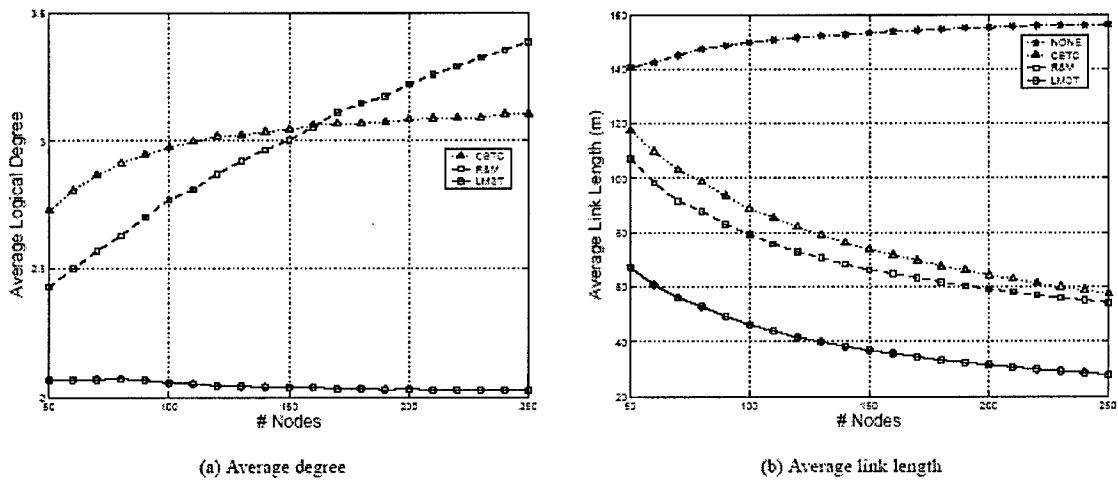 3.5
3
2.5
2
50
100
150
200
250
Average Logical Degree
# Nodes
CBTC
R&M
LMST
(a) Average degree
160
140
120
100
80
60
40
20
50
100
150
200
250
Average Link Length (m)
# Nodes
NONE
CBTC
R&M
LMST
(b) Average link length